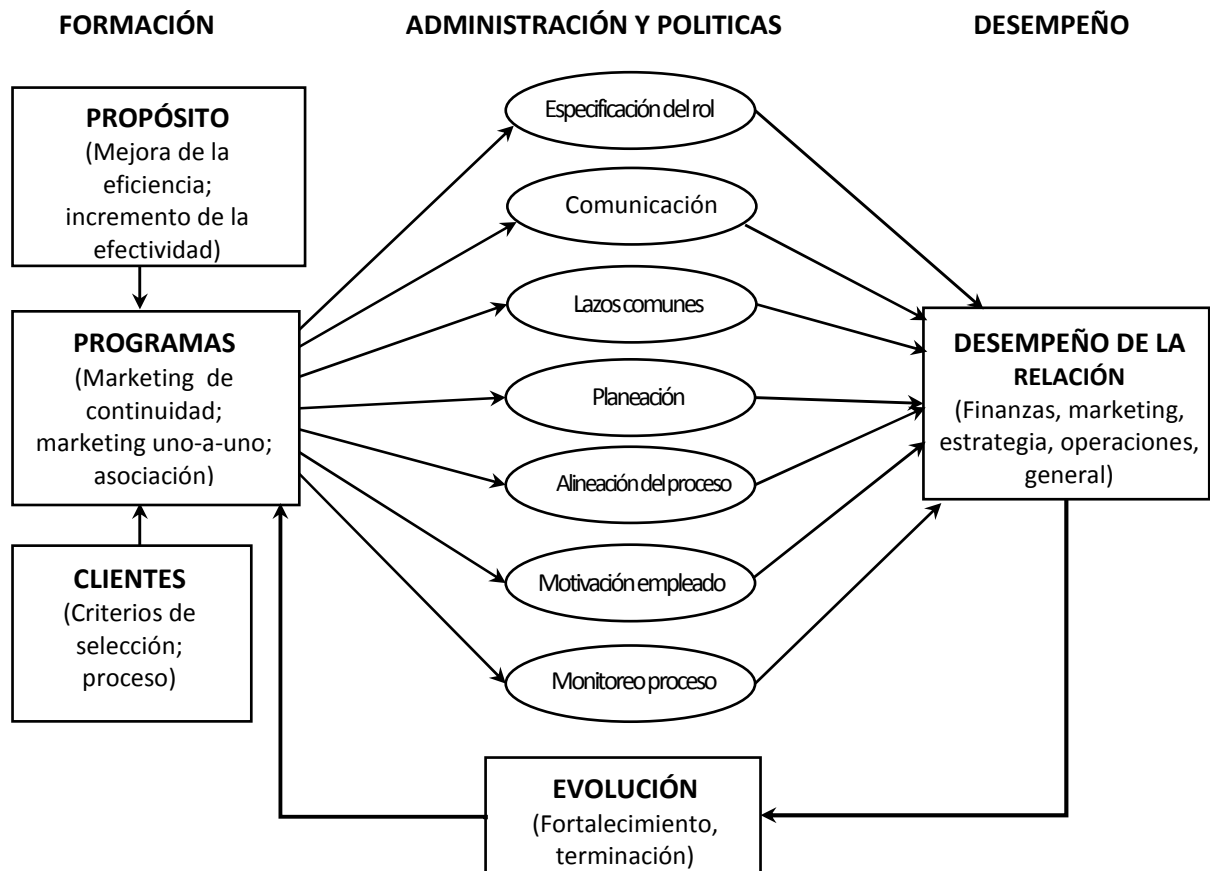 FORMACIÓN
ADMINISTRACIÓN Y POLITICAS
DESEMPEÑO
PROPÓSITO
(Mejora de la
eficiencia;
incremento de la
efectividad)
PROGRAMAS
(Marketing de
continuidad;
marketing uno-a-uno;
asociación)
CLIENTES
(Criterios de
selección;
proceso)
Especificación del rol
Comunicación
Lazos comunes
Planeación
Alineación del proceso
Motivación empleado
Monitoreo proceso
DESEMPEÑO DE LA
RELACIÓN
(Finanzas, marketing,
estrategia, operaciones,
general)
EVOLUCIÓN
(Fortalecimiento,
terminación)